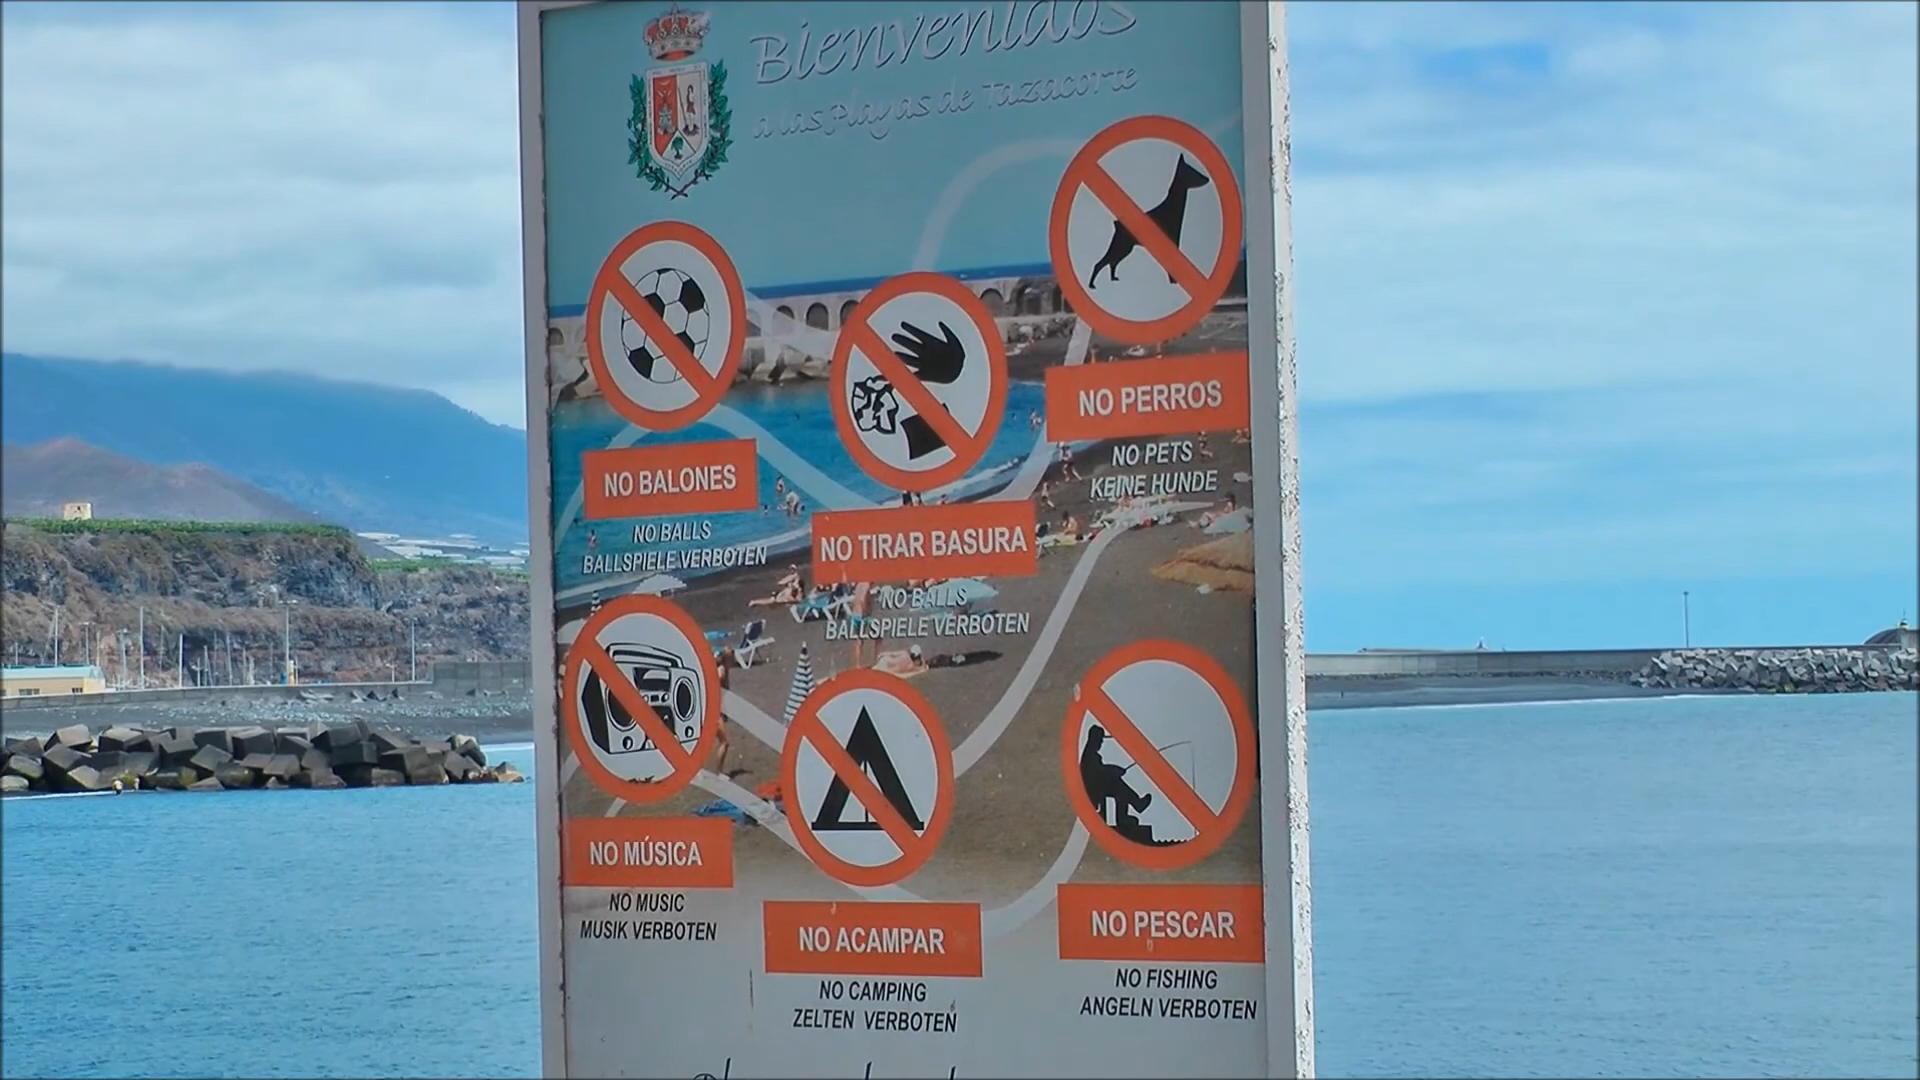 Bienvenidos
a las Playas de Tazacorte
NO PERROS
NO PETS
KEINE HUNDE
NO BALONES
NO BALLS
BALLSPIELE VERBOTEN
NO TIRAR BASURA
NO BALLS
BALLSPIELE VERBOTEN
NO MÚSICA
NO MUSIC
MUSIK VERBOTEN
NO ACAMPAR
NO CAMPING
ZELTEN VERBOTEN
NO PESCAR
NO FISHING
ANGELN VERBOTEN